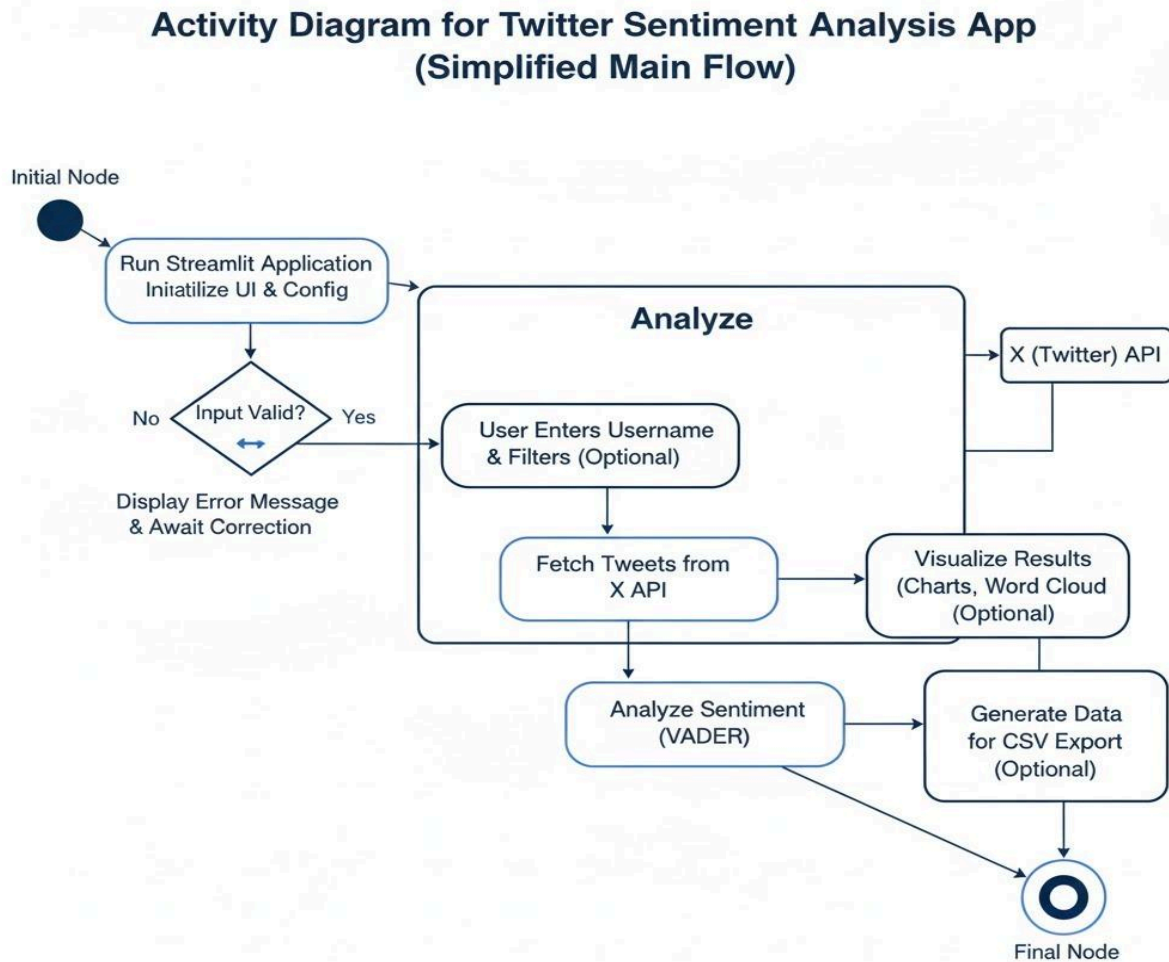 Activity Diagram for Twitter Sentiment Analysis App
(Simplified Main Flow)
Initial Node
Run Streamlit Application
Iniıatilize UI & Config
Analyze
X (Twitter) API
No
Input Valid?
Yes
User Enters Username
& Filters (Optional)
Display Error Message
& Await Correction
Fetch Tweets from
X API
Visualize Results
(Charts, Word Cloud
(Optional)
Analyze Sentiment
(VADER)
Generate Data
for CSV Export
(Optional)
Final Node